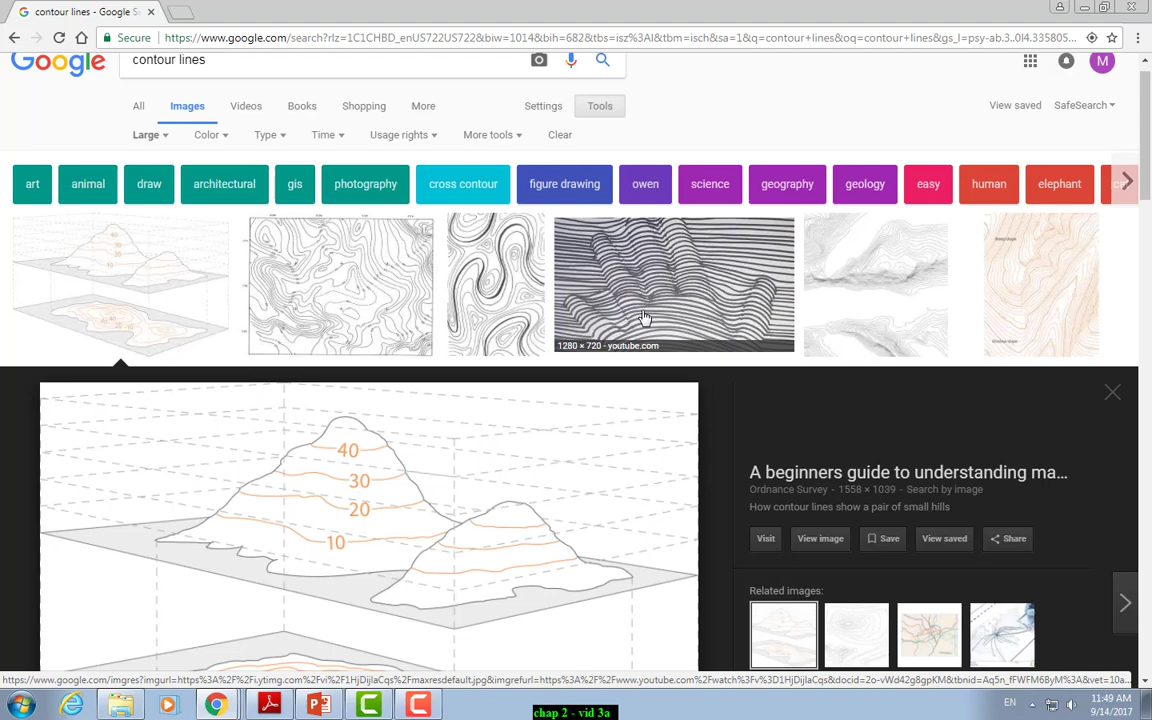 contour lines - Google S
Secure
https://www.google.com/search?rlz=1C1CHBD_enUS722US722&biw=1014&bih=682&tbs=isz%3Al&tbm=isch&sa=1&q=contour+lines&oq=contour+lines&gs_l=psy-ab.3..0l4.335805...
Google
contour lines
M
All Images Videos Books Shopping More Settings Tools View saved SafeSearch
Large Color Type Time Usage rights More tools Clear
art animal draw architectural gis photography cross contour figure drawing owen science geography geology easy human elephant
1280 × 720 - youtube.com
40
30
20
10
A beginners guide to understanding ma...
Ordnance Survey - 1558 × 1039 - Search by image
How contour lines show a pair of small hills
Visit View image Save View saved Share
Related images:
EN
11:49 AM
9/14/2017
chap 2 - vid 3a